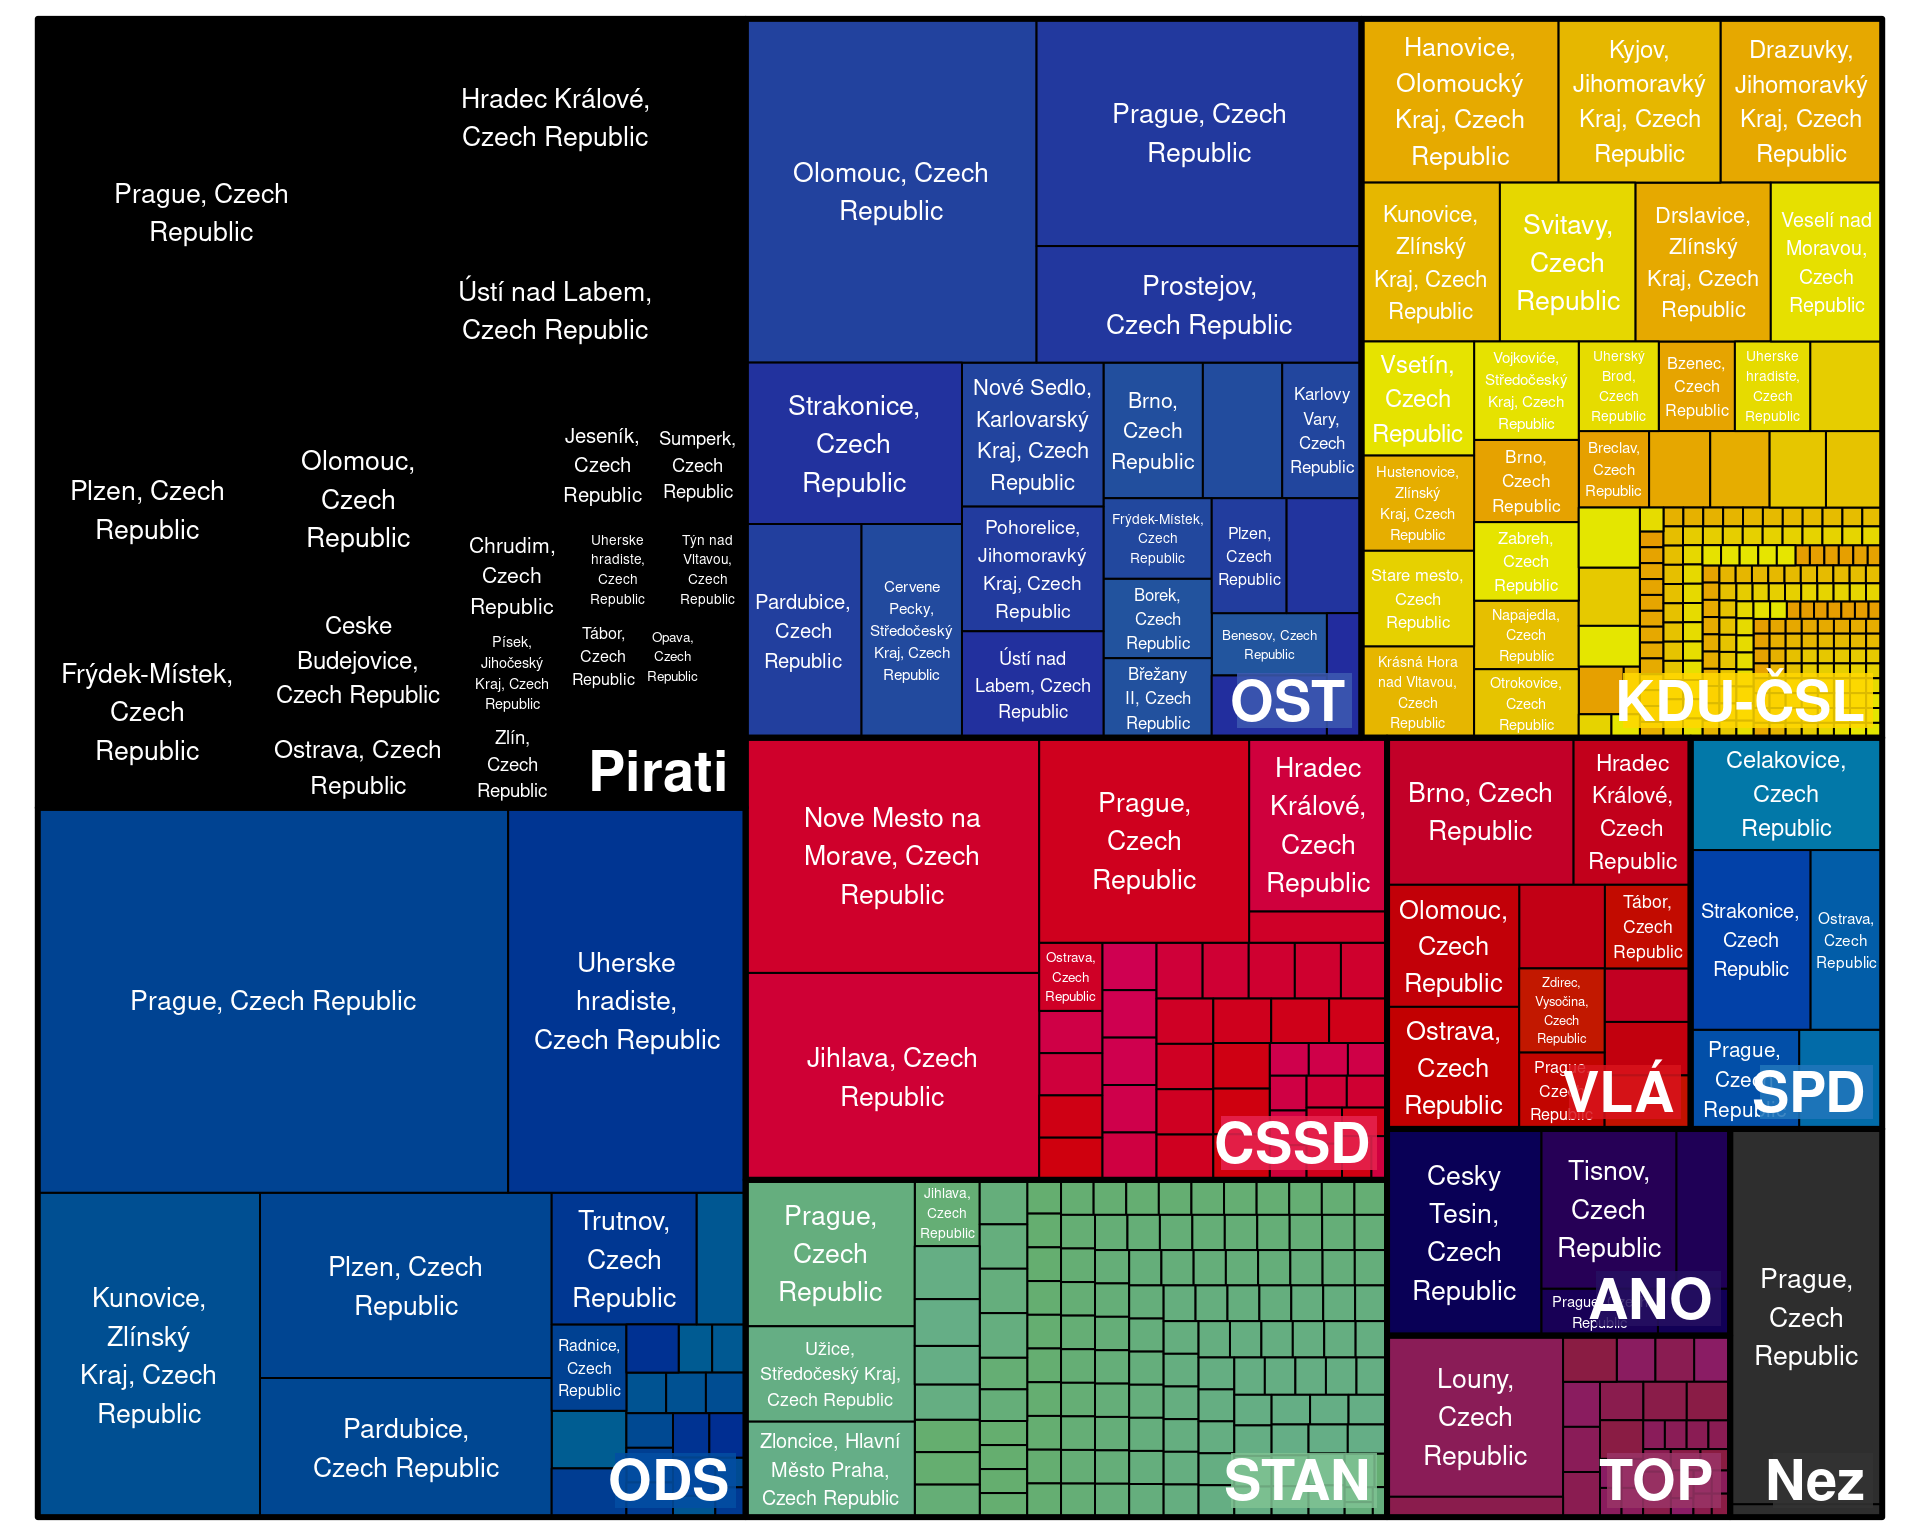 Prague, Czech
Republic
Hradec Králové,
Czech Republic
Ústí nad Labem,
Czech Republic
Plzen, Czech
Republic
Olomouc,
Czech
Republic
Jeseník,
Czech
Republic
Sumperk,
Czech
Republic
Chrudim,
Czech
Republic
Uherske
hradiste,
Czech
Republic
Týn nad
Vltavou,
Czech
Republic
Frýdek-Místek,
Czech
Republic
Ceske
Budejovice,
Czech Republic
Písek,
Jihočeský
Kraj, Czech
Republic
Tábor,
Czech
Republic
Opava,
Czech
Republic
Ostrava, Czech
Republic
Zlín,
Czech
Republic
Pirati
Olomouc, Czech
Republic
Prague, Czech
Republic
Prostejov,
Czech Republic
Strakonice,
Czech
Republic
Nové Sedlo,
Karlovarský
Kraj, Czech
Republic
Brno,
Czech
Republic
Karlovy
Vary,
Czech
Republic
Pardubice,
Czech
Republic
Cervene
Pecky,
Středočeský
Kraj, Czech
Republic
Pohorelice,
Jihomoravký
Kraj, Czech
Republic
Ústí nad
Labem, Czech
Republic
Frýdek-Místek,
Czech
Republic
Plzen,
Czech
Republic
Borek,
Czech
Republic
Benesov, Czech
Republic
Břežany
II, Czech
Republic
OST
Hanovice,
Olomoucký
Kraj, Czech
Republic
Kyjov,
Jihomoravký
Kraj, Czech
Republic
Drazuvky,
Jihomoravký
Kraj, Czech
Republic
Kunovice,
Zlínský
Kraj, Czech
Republic
Svitavy,
Czech
Republic
Drslavice,
Zlínský
Kraj, Czech
Republic
Veselí nad
Moravou,
Czech
Republic
Vsetín,
Czech
Republic
Vojkoviće,
Středočeský
Kraj, Czech
Republic
Uherský
Brod,
Czech
Republic
Bzenec,
Czech
Republic
Uherske
hradiste,
Czech
Republic
Hustenovice,
Zlínský
Kraj, Czech
Republic
Brno,
Czech
Republic
Breclav,
Czech
Republic
Stare mesto,
Czech
Republic
Zabreh,
Czech
Republic
Napajedla,
Czech
Republic
Krásná Hora
nad Vltavou,
Czech
Republic
Otrokovice,
Czech
Republic
KDU-ČSL
Prague, Czech Republic
Uherske
hradiste,
Czech Republic
Kunovice,
Zlínský
Kraj, Czech
Republic
Plzen, Czech
Republic
Pardubice,
Czech Republic
Trutnov,
Czech
Republic
Radnice,
Czech
Republic
ODS
Nove Mesto na
Morave, Czech
Republic
Prague,
Czech
Republic
Hradec
Králové,
Czech
Republic
Jihlava, Czech
Republic
Ostrava,
Czech
Republic
CSSD
Brno, Czech
Republic
Hradec
Králové,
Czech
Republic
Olomouc,
Czech
Republic
Tábor,
Czech
Republic
Ostrava,
Czech
Republic
Zdirec,
Vysočina,
Czech
Republic
Prague,
Czech
Republic
VLÁ
Celakovice,
Czech
Republic
Strakonice,
Czech
Republic
Ostrava,
Czech
Republic
Prague,
Czech
Republic
SPD
Prague,
Czech
Republic
Jihlava,
Czech
Republic
Užice,
Středočeský Kraj,
Czech Republic
Zloncice, Hlavní
Město Praha,
Czech Republic
STAN
Cesky
Tesin,
Czech
Republic
Tisnov,
Czech
Republic
Prague
Republic
ANO
Louny,
Czech
Republic
TOP
Prague,
Czech
Republic
Nez